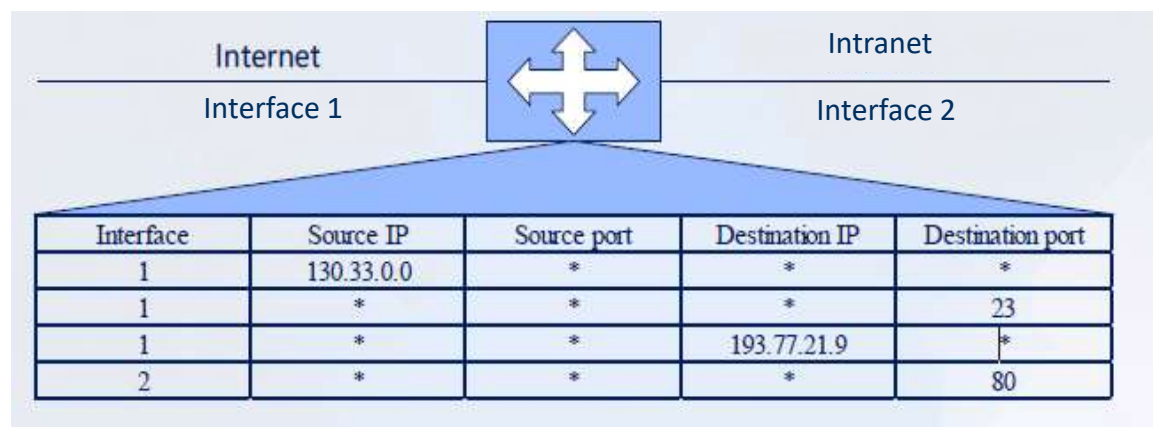 Internet
Intranet
Interface 1
Interface 2
Interface Source IP Source port Destination IP Destination port
1 130.33.0.0 * * *
1 * * * 23
1 * * 193.77.21.9 *
2 * * * 80